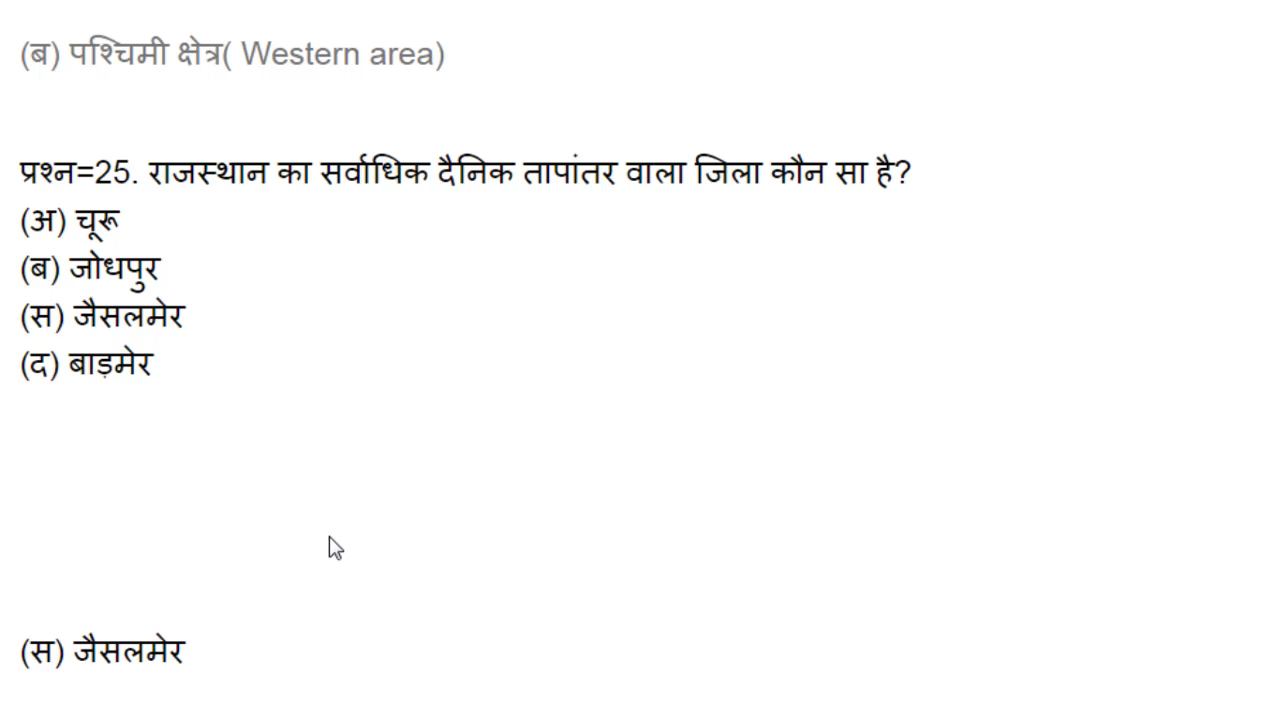 (ब) पश्चिमी क्षेत्र( Western area)
प्रश्न=25. राजस्थान का सर्वाधिक दैनिक तापांतर वाला जिला कौन सा है?
(अ) चूरू
(ब) जोधपुर
(स) जैसलमेर
(द) बाड़मेर
(स) जैसलमेर